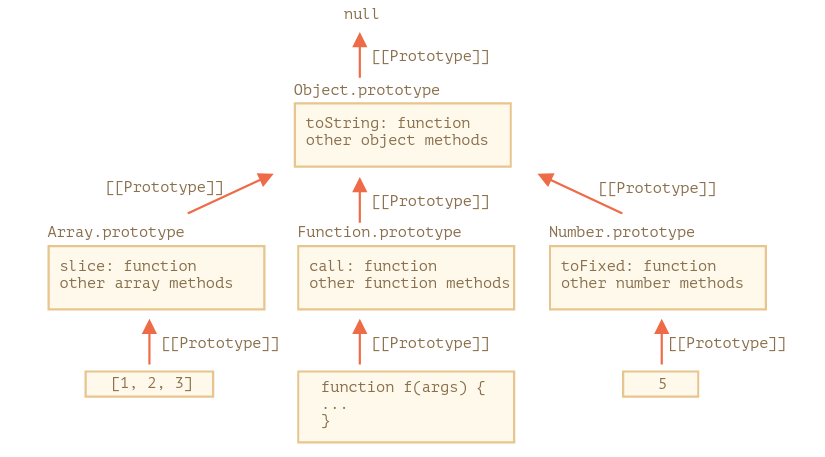 null
[[Prototype]]
Object.prototype
toString: function
other object methods
[[Prototype]]
[[Prototype]]
[[Prototype]]
Array.prototype
slice: function
other array methods
Function.prototype
call: function
other function methods
Number.prototype
toFixed: function
other number methods
[[Prototype]]
[[Prototype]]
[[Prototype]]
[1, 2, 3]
function f(args) {
...
}
5